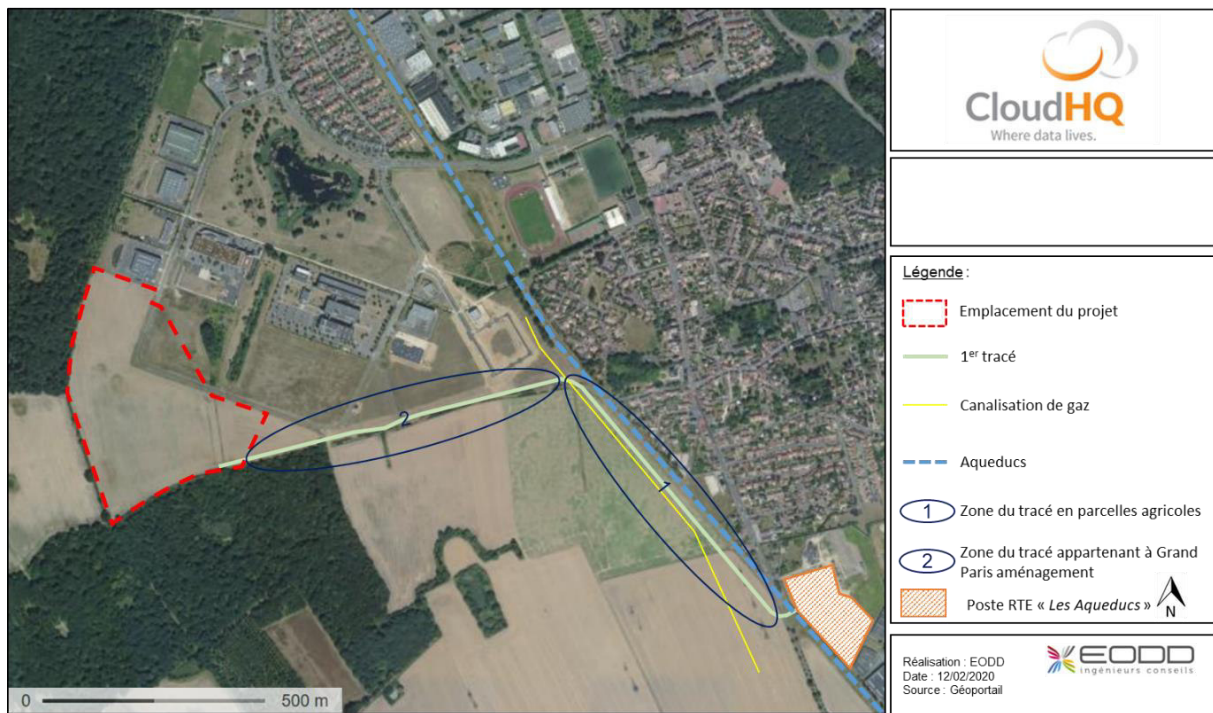 2
1
0
500 m
CloudHQ
Where data lives.
Légende :
Emplacement du projet
1er tracé
Canalisation de gaz
Aqueducs
1 Zone du tracé en parcelles agricoles
2 Zone du tracé appartenant à Grand
Paris aménagement
Poste RTE « Les Aqueducs »
N
Réalisation : EODD
Date : 12/02/2020
Source : Géoportail
EODD
ingénieurs conseils